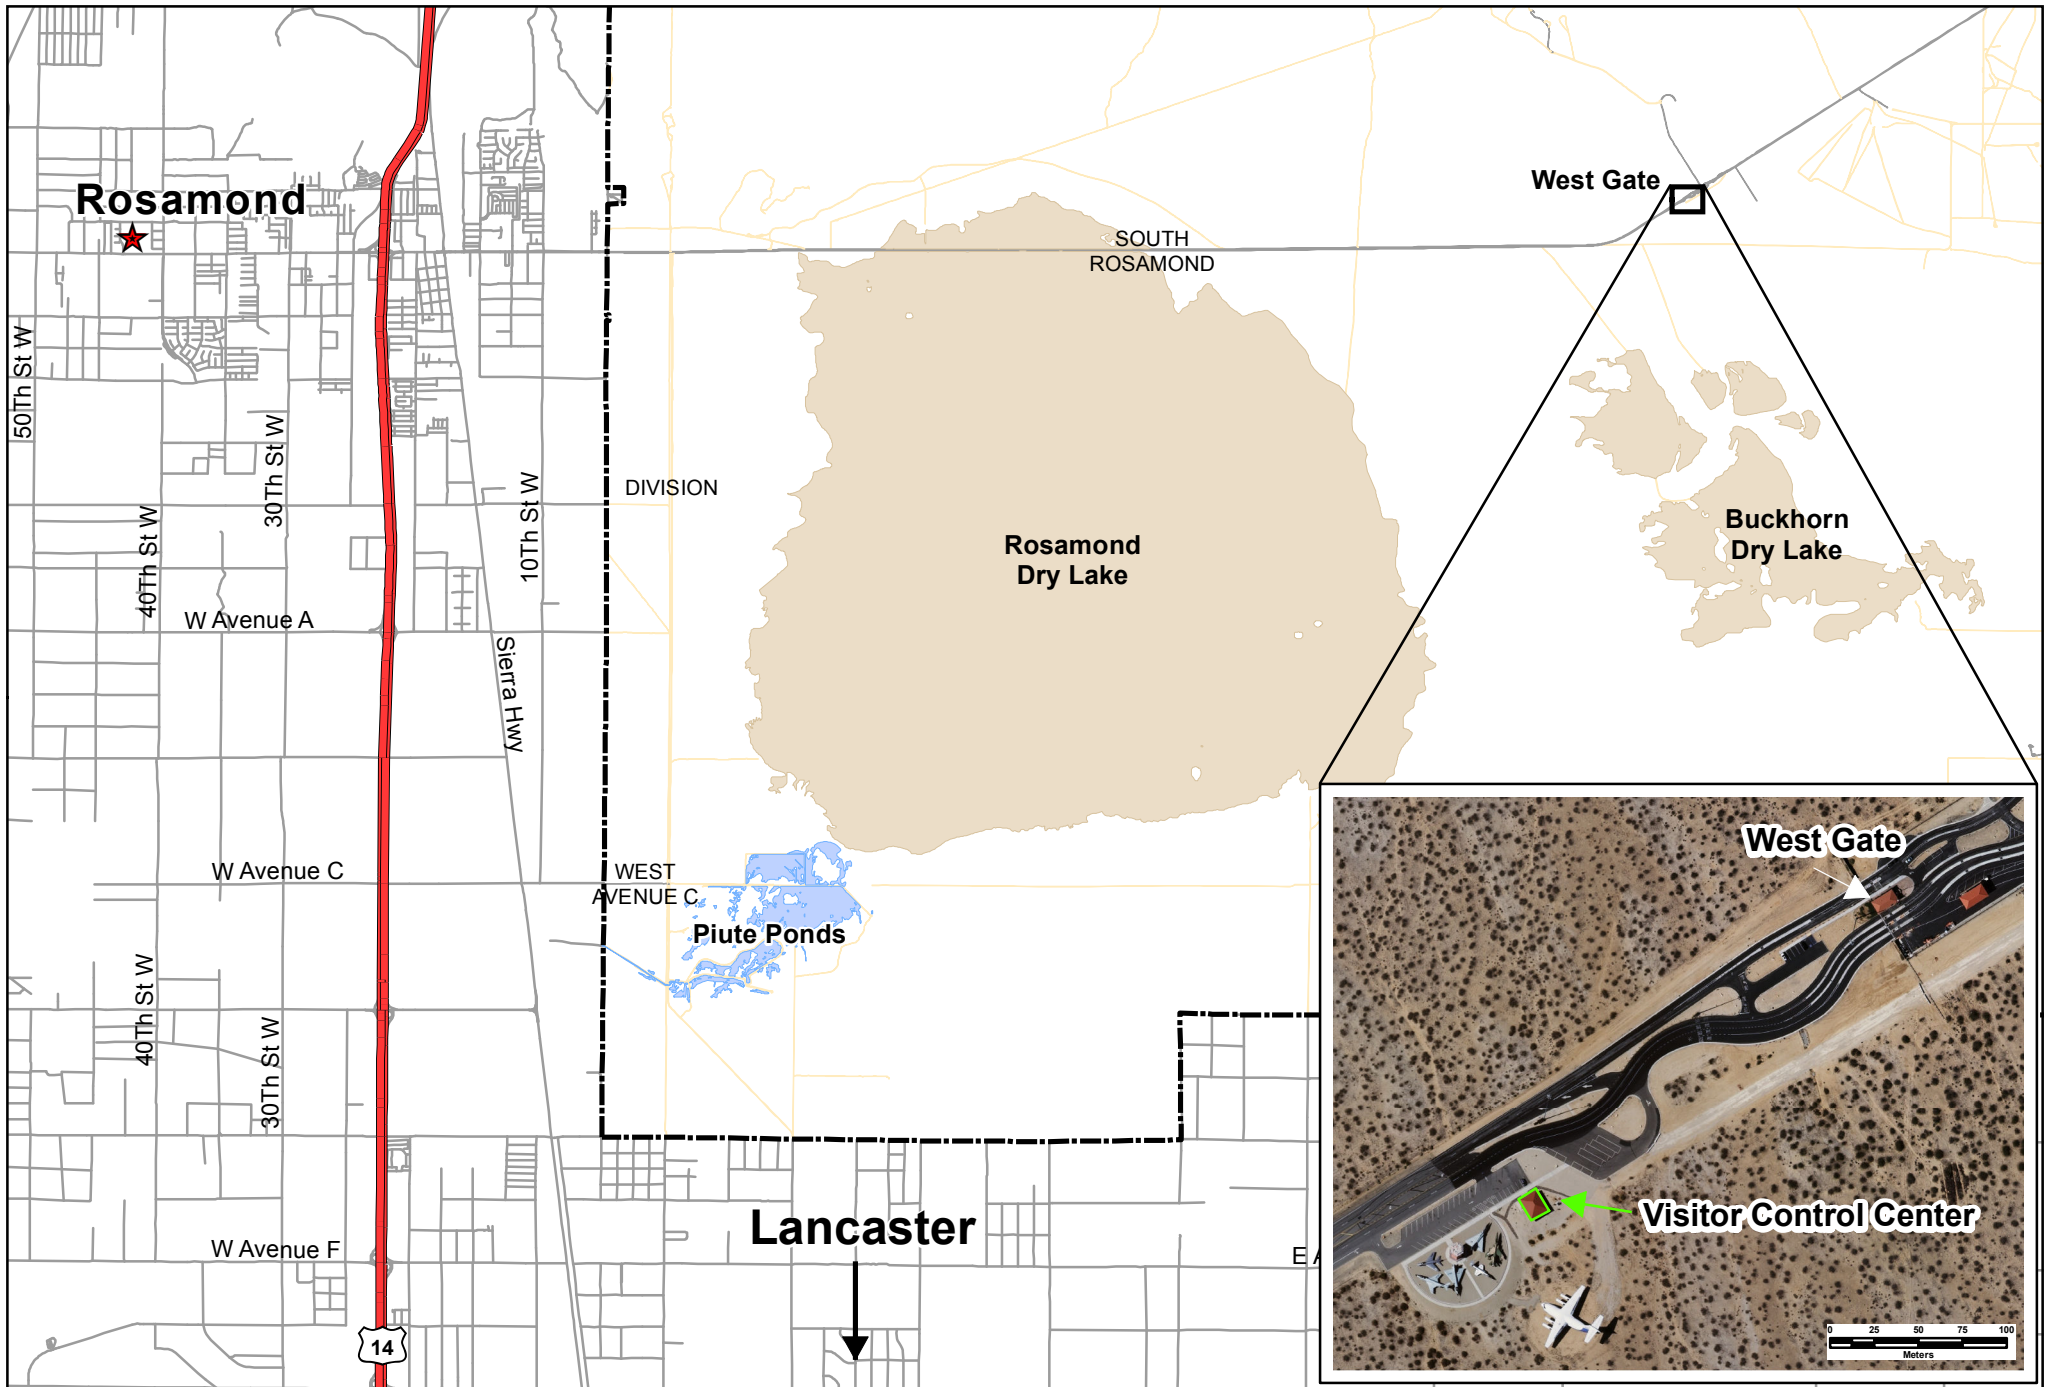 Rosamond
West Gate
SOUTH
ROSAMOND
50Th St W
30Th St W
40Th St W
10Th St W
DIVISION
Rosamond
Dry Lake
Buckhorn
Dry Lake
W Avenue A
Sierra Hwy
W Avenue C
WEST
AVENUE C
Piute Ponds
40Th St W
30Th St W
W Avenue F
Lancaster
E A
14
West Gate
Visitor Control Center
0 25 50 75 100
Meters